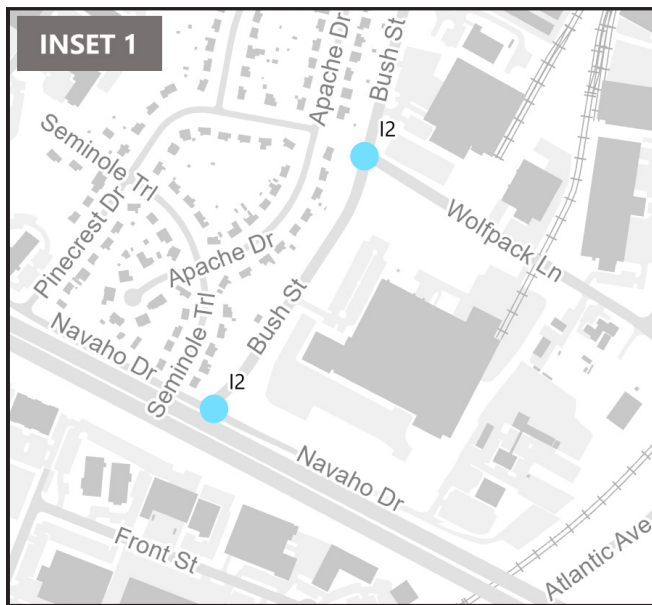 INSET 1
Apache Dr
Bush St
I2
Seminole Trl
Wolfpack Ln
Pinecrest Dr
Apache Dr
Bush St
Navaho Dr
Seminole Trl
I2
Navaho Dr
Front St
Atlantic Ave